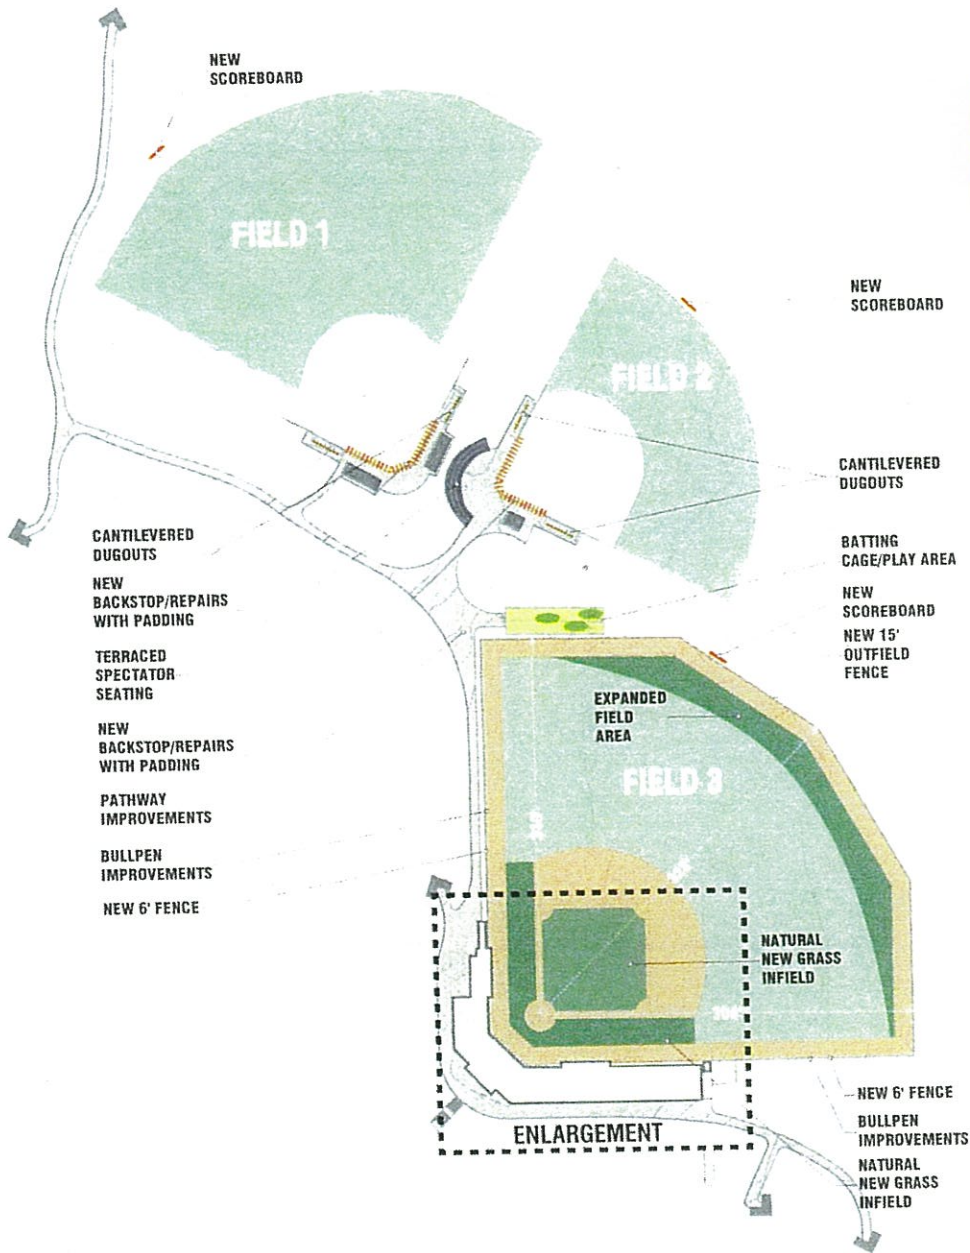 NEW
SCOREBOARD
FIELD 1
NEW
SCOREBOARD
FIELD 2
CANTILEVERED
DUGOUTS
BATTING
CAGE/PLAY AREA
NEW
SCOREBOARD
NEW 15'
OUTFIELD
FENCE
CANTILEVERED
DUGOUTS
NEW
BACKSTOP/REPAIRS
WITH PADDING
TERRACED
SPECTATOR
SEATING
NEW
BACKSTOP/REPAIRS
WITH PADDING
PATHWAY
IMPROVEMENTS
BULLPEN
IMPROVEMENTS
NEW 6' FENCE
EXPANDED
FIELD
AREA
FIELD 3
NATURAL
NEW GRASS
INFIELD
ENLARGEMENT
NEW 6' FENCE
BULLPEN
IMPROVEMENTS
NATURAL
NEW GRASS
INFIELD